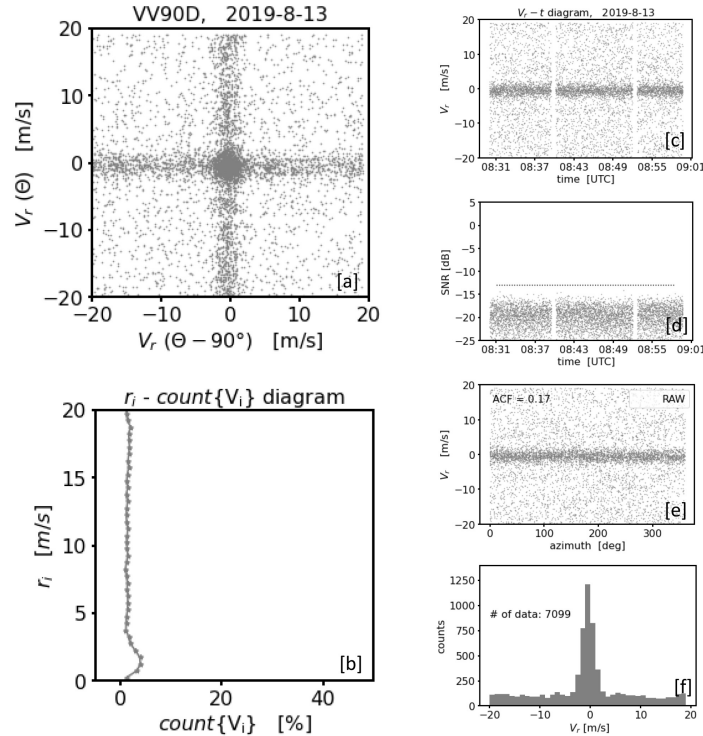 VV90D, 2019-8-13
20
10
0
−10
−20
−20 −10 0 10 20
V_r (Θ) [m/s]
V_r (Θ − 90°) [m/s]
[a]
r_i - count{V_i} diagram
20
15
10
5
0
0 20 40
r_i [m/s]
count{V_i} [%]
[b]
V_r − t diagram, 2019-8-13
20
10
0
−10
−20
V_r [m/s]
08:31 08:37 08:43 08:49 08:55 09:01
time [UTC]
[c]
5
0
−5
−10
−15
−20
−25
SNR [dB]
08:31 08:37 08:43 08:49 08:55 09:01
time [UTC]
[d]
ACF = 0.17 RAW
20
10
0
−10
−20
V_r [m/s]
0 100 200 300
azimuth [deg]
[e]
1250
1000
750
500
250
0
counts
# of data: 7099
−20 −10 0 10 20
V_r [m/s]
[f]